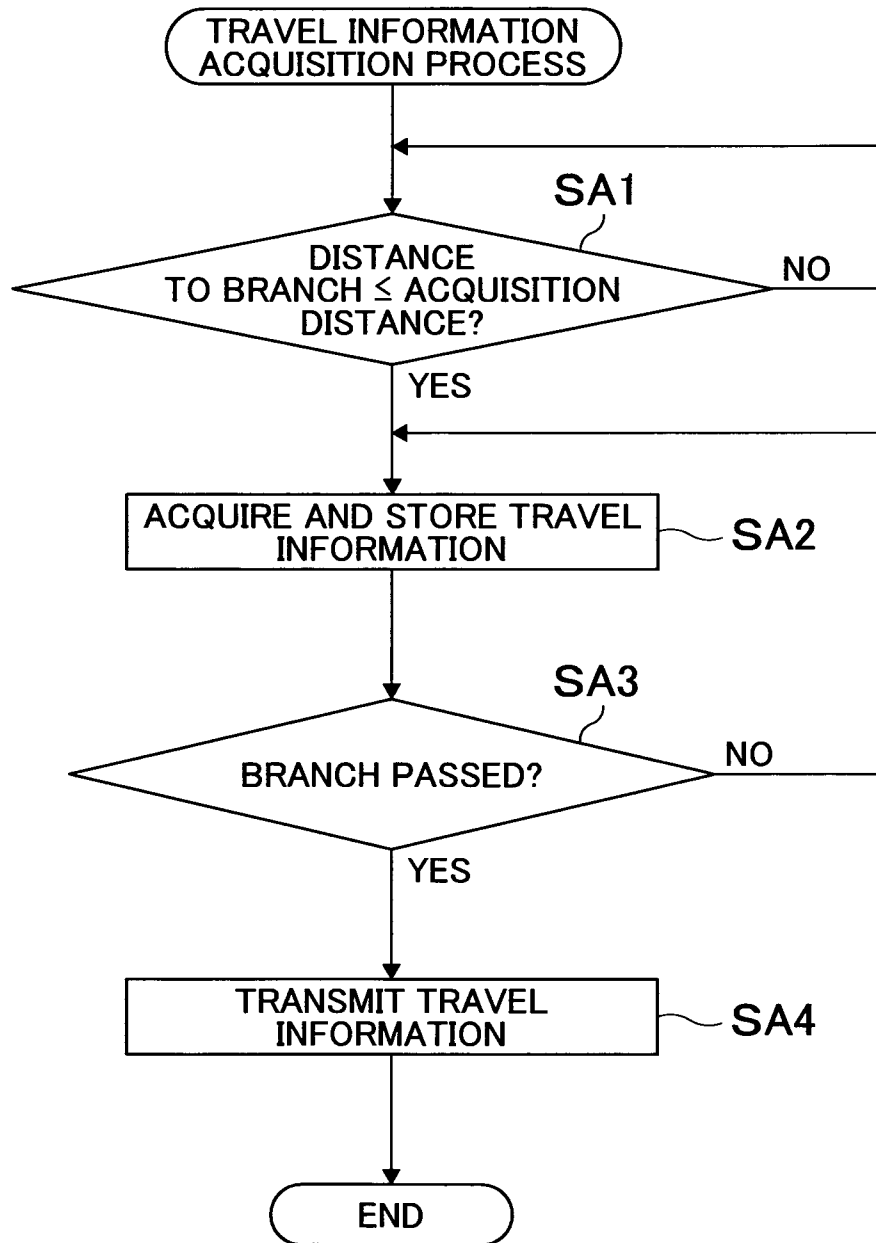 TRAVEL INFORMATION
ACQUISITION PROCESS
SA1
DISTANCE
TO BRANCH ≤ ACQUISITION
DISTANCE?
NO
YES
ACQUIRE AND STORE TRAVEL
INFORMATION
SA2
SA3
BRANCH PASSED?
NO
YES
TRANSMIT TRAVEL
INFORMATION
SA4
END